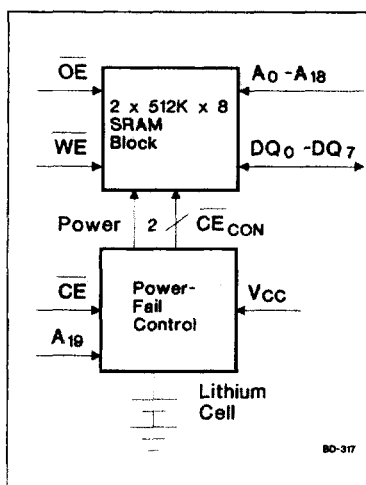 OE
A0 -A18
2 x 512K x 8
SRAM
Block
WE
DQ0 -DQ7
Power
2
CECON
CE
Power-
Fail
Control
VCC
A19
Lithium
Cell
BD-317